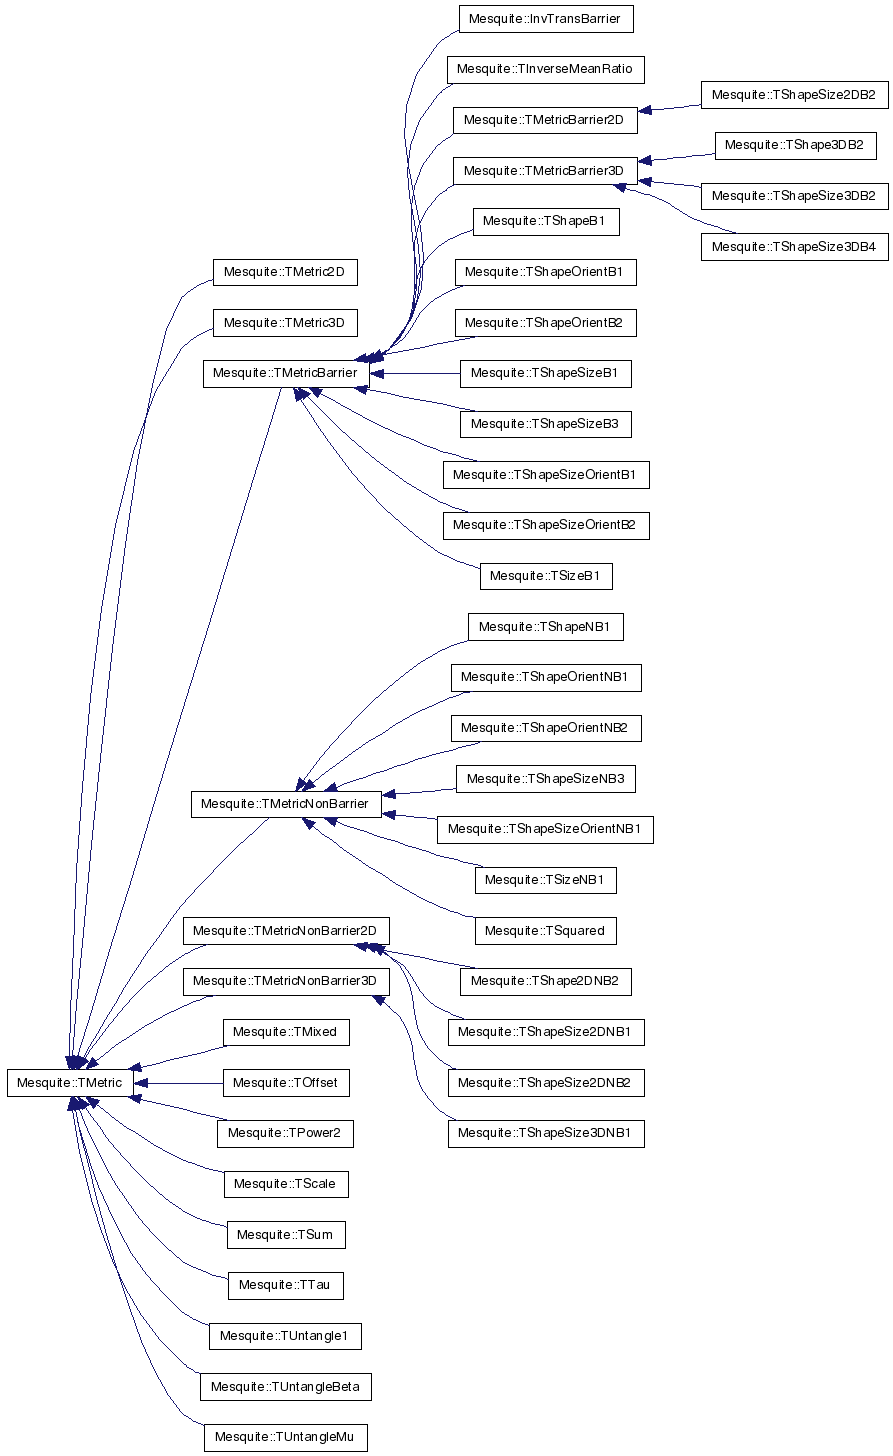 Mesquite::InvTransBarrier
Mesquite::TInverseMeanRatio
Mesquite::TShapeSize2DB2
Mesquite::TMetricBarrier2D
Mesquite::TShape3DB2
Mesquite::TMetricBarrier3D
Mesquite::TShapeSize3DB2
Mesquite::TShapeB1
Mesquite::TShapeSize3DB4
Mesquite::TMetric2D
Mesquite::TShapeOrientB1
Mesquite::TMetric3D
Mesquite::TShapeOrientB2
Mesquite::TMetricBarrier
Mesquite::TShapeSizeB1
Mesquite::TShapeSizeB3
Mesquite::TShapeSizeOrientB1
Mesquite::TShapeSizeOrientB2
Mesquite::TSizeB1
Mesquite::TShapeNB1
Mesquite::TShapeOrientNB1
Mesquite::TShapeOrientNB2
Mesquite::TShapeSizeNB3
Mesquite::TMetricNonBarrier
Mesquite::TShapeSizeOrientNB1
Mesquite::TSizeNB1
Mesquite::TSquared
Mesquite::TMetricNonBarrier2D
Mesquite::TShape2DNB2
Mesquite::TMetricNonBarrier3D
Mesquite::TShapeSize2DNB1
Mesquite::TMixed
Mesquite::TMetric
Mesquite::TOffset
Mesquite::TShapeSize2DNB2
Mesquite::TPower2
Mesquite::TShapeSize3DNB1
Mesquite::TScale
Mesquite::TSum
Mesquite::TTau
Mesquite::TUntangle1
Mesquite::TUntangleBeta
Mesquite::TUntangleMu